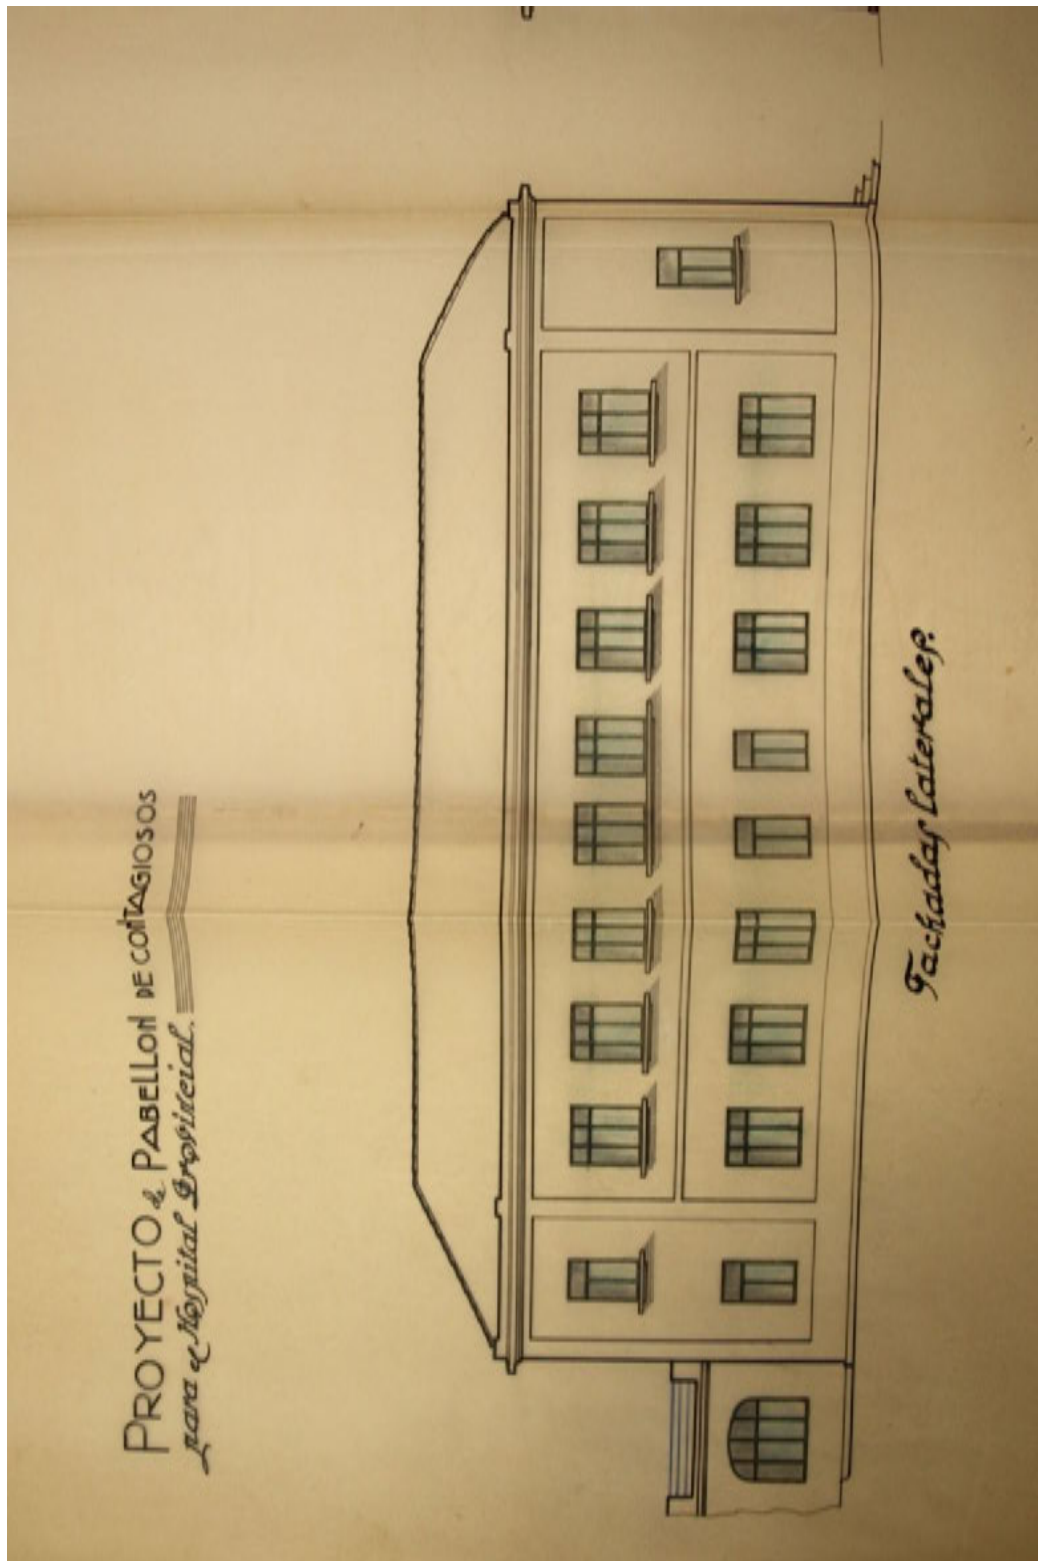 PROYECTO de PABELLON DE CONTAGIOSOS
para el Hospital Provincial.
Fachadas laterales.